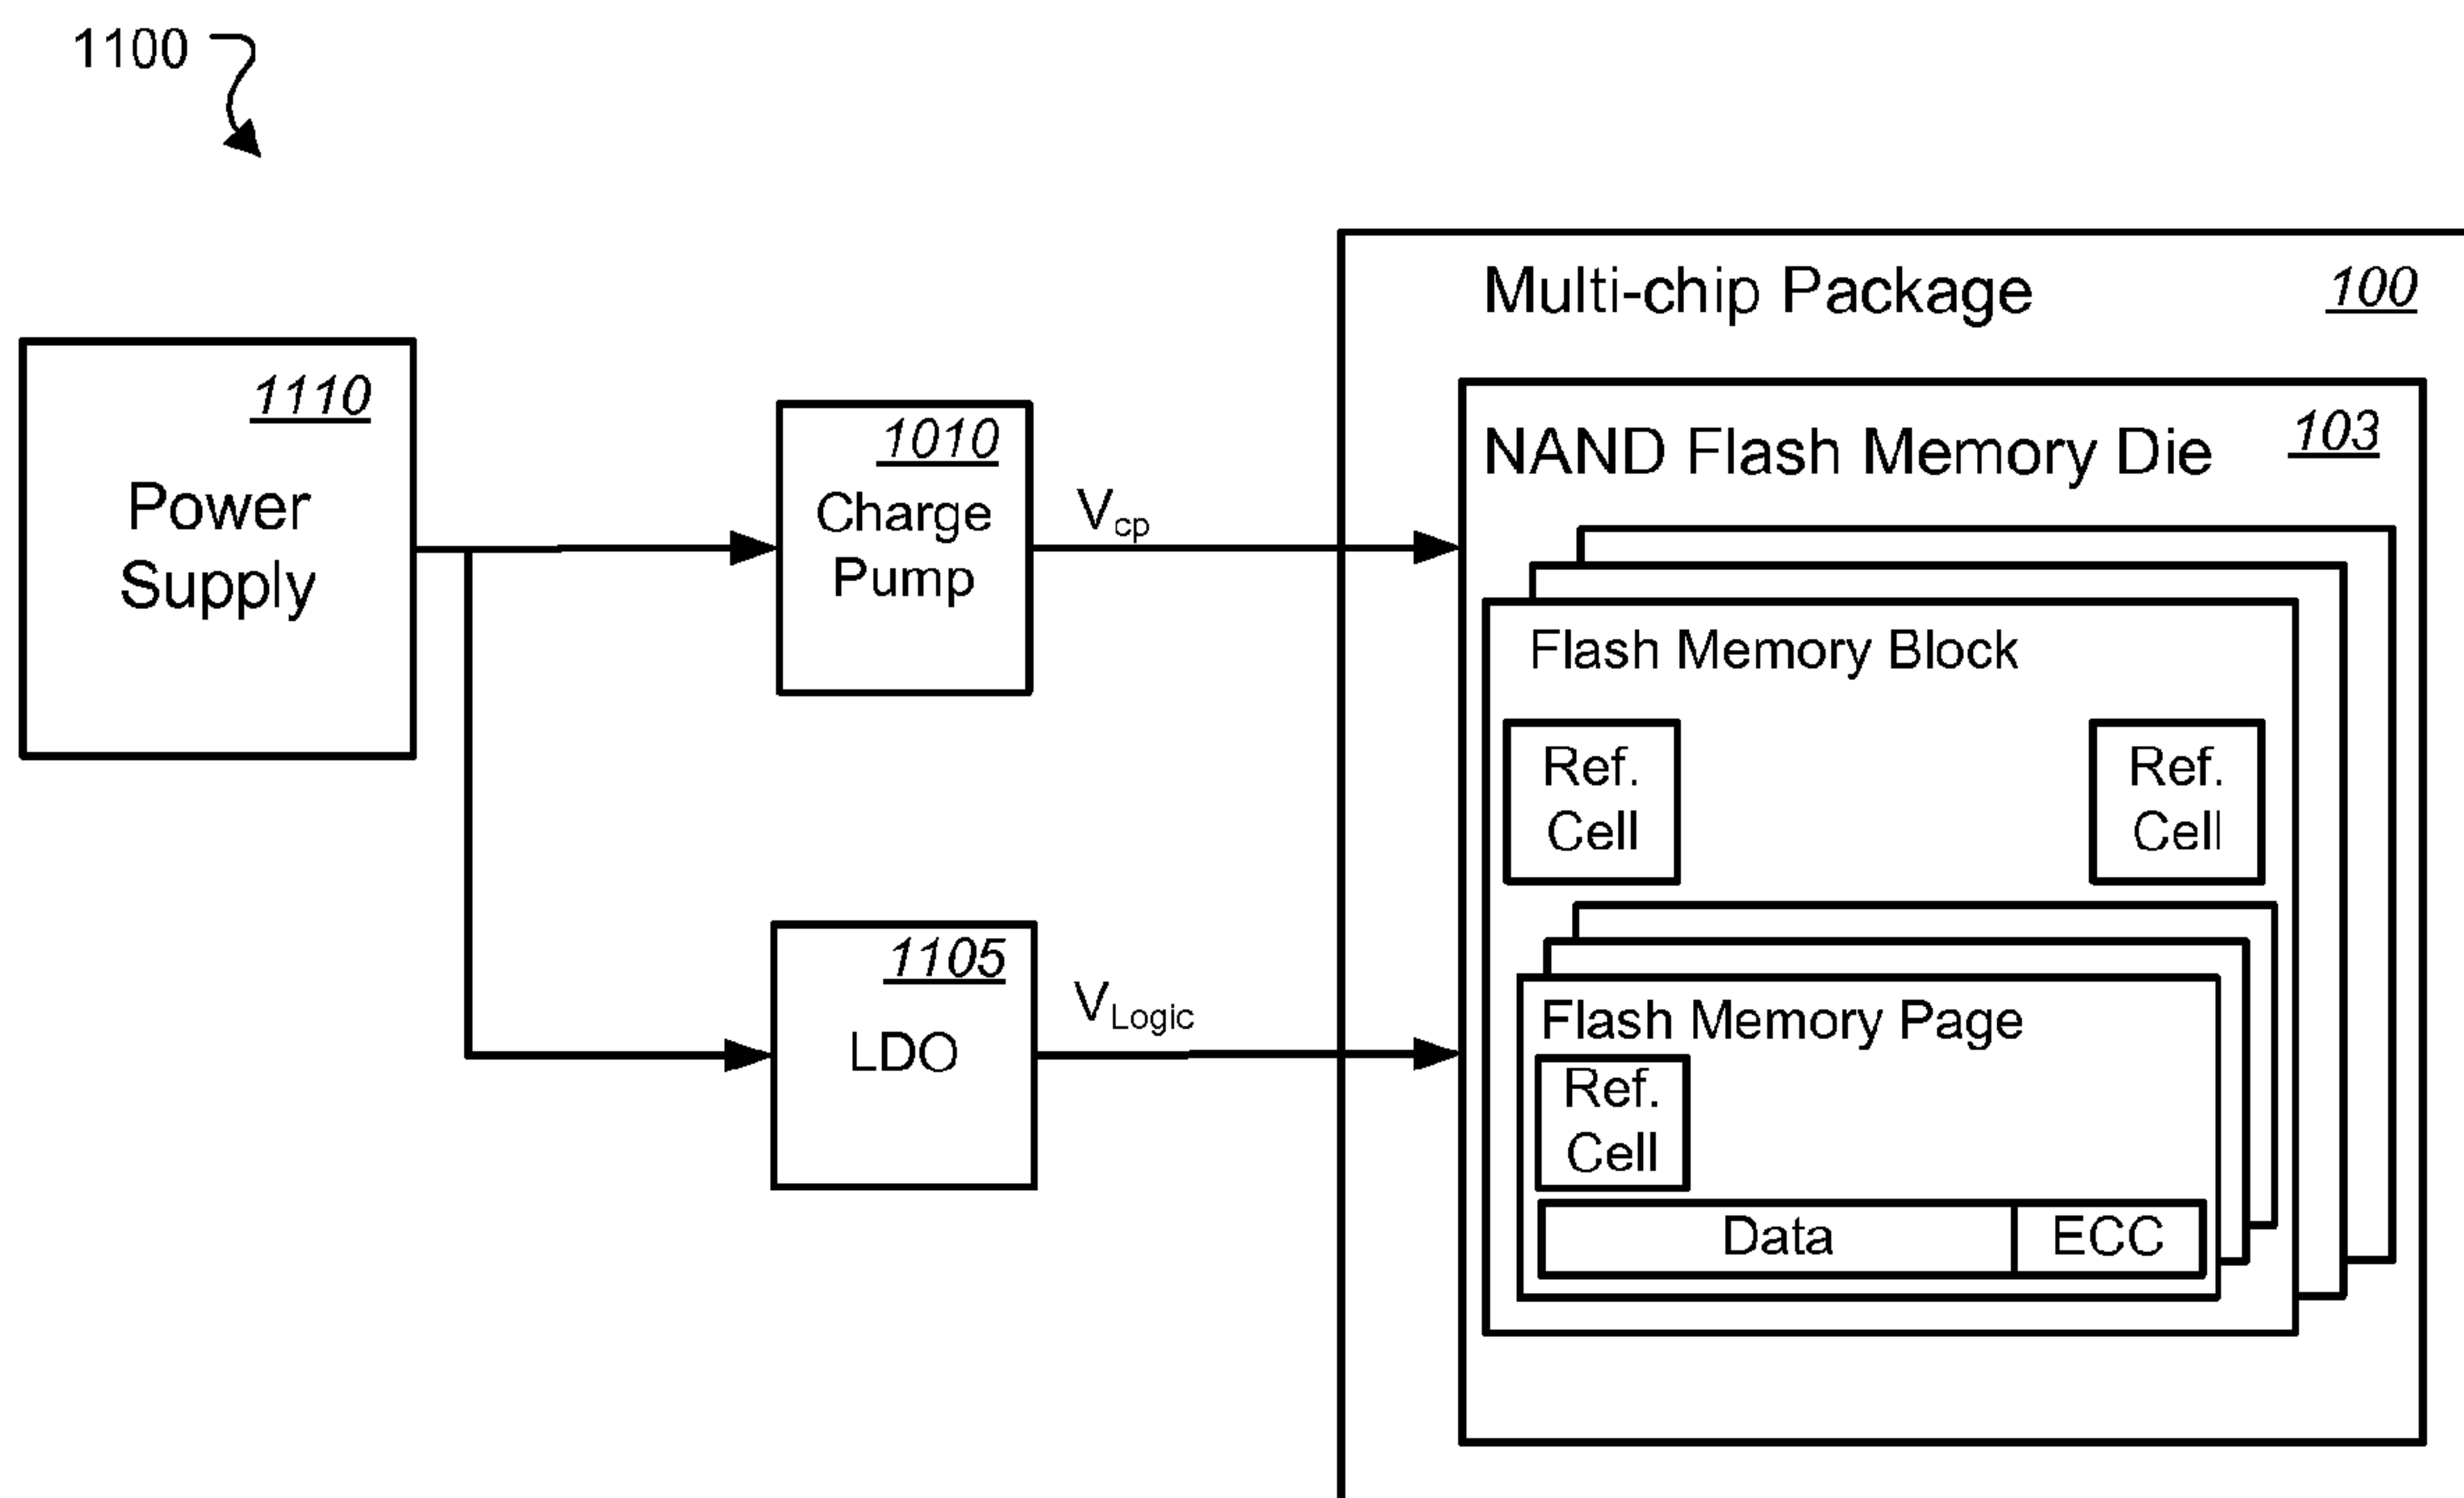 1100
Multi-chip Package
100
1110
Power
Supply
1010
Charge
Pump
Vcp
NAND Flash Memory Die
103
Flash Memory Block
Ref.
Cell
Ref.
Cell
1105
LDO
VLogic
Flash Memory Page
Ref.
Cell
Data
ECC